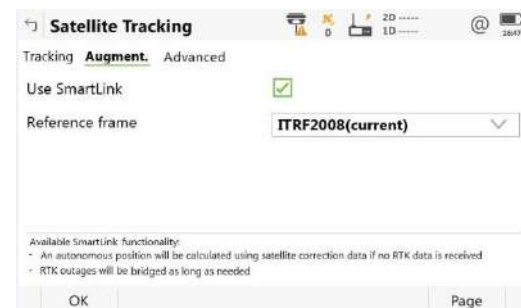 Satellite Tracking
0
2D -----
1D -----
@
Tracking Augment. Advanced
Use SmartLink
Reference frame
ITRF2008(current)
Available SmartLink functionality:
- An autonomous position will be calculated using satellite correction data if no RTK data is received
- RTK outages will be bridged as long as needed
OK
Page